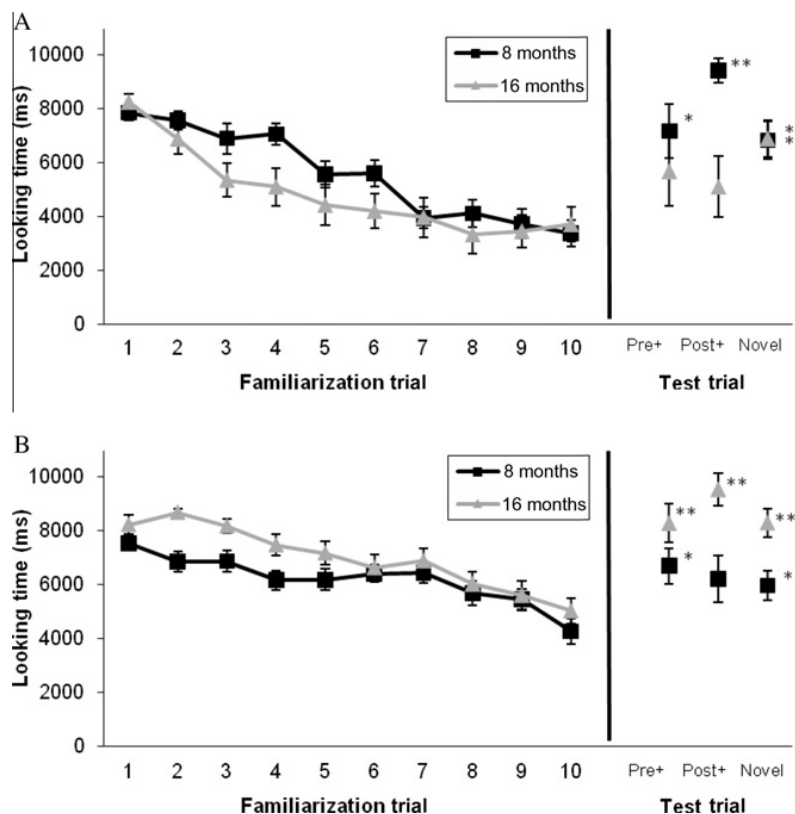 A
10000
8000
6000
4000
2000
0
Looking time (ms)
8 months
16 months
1 2 3 4 5 6 7 8 9 10
Familiarization trial
*
**
*
*
Pre+ Post+ Novel
Test trial
B
10000
8000
6000
4000
2000
0
Looking time (ms)
8 months
16 months
1 2 3 4 5 6 7 8 9 10
Familiarization trial
**
**
**
*
*
Pre+ Post+ Novel
Test trial